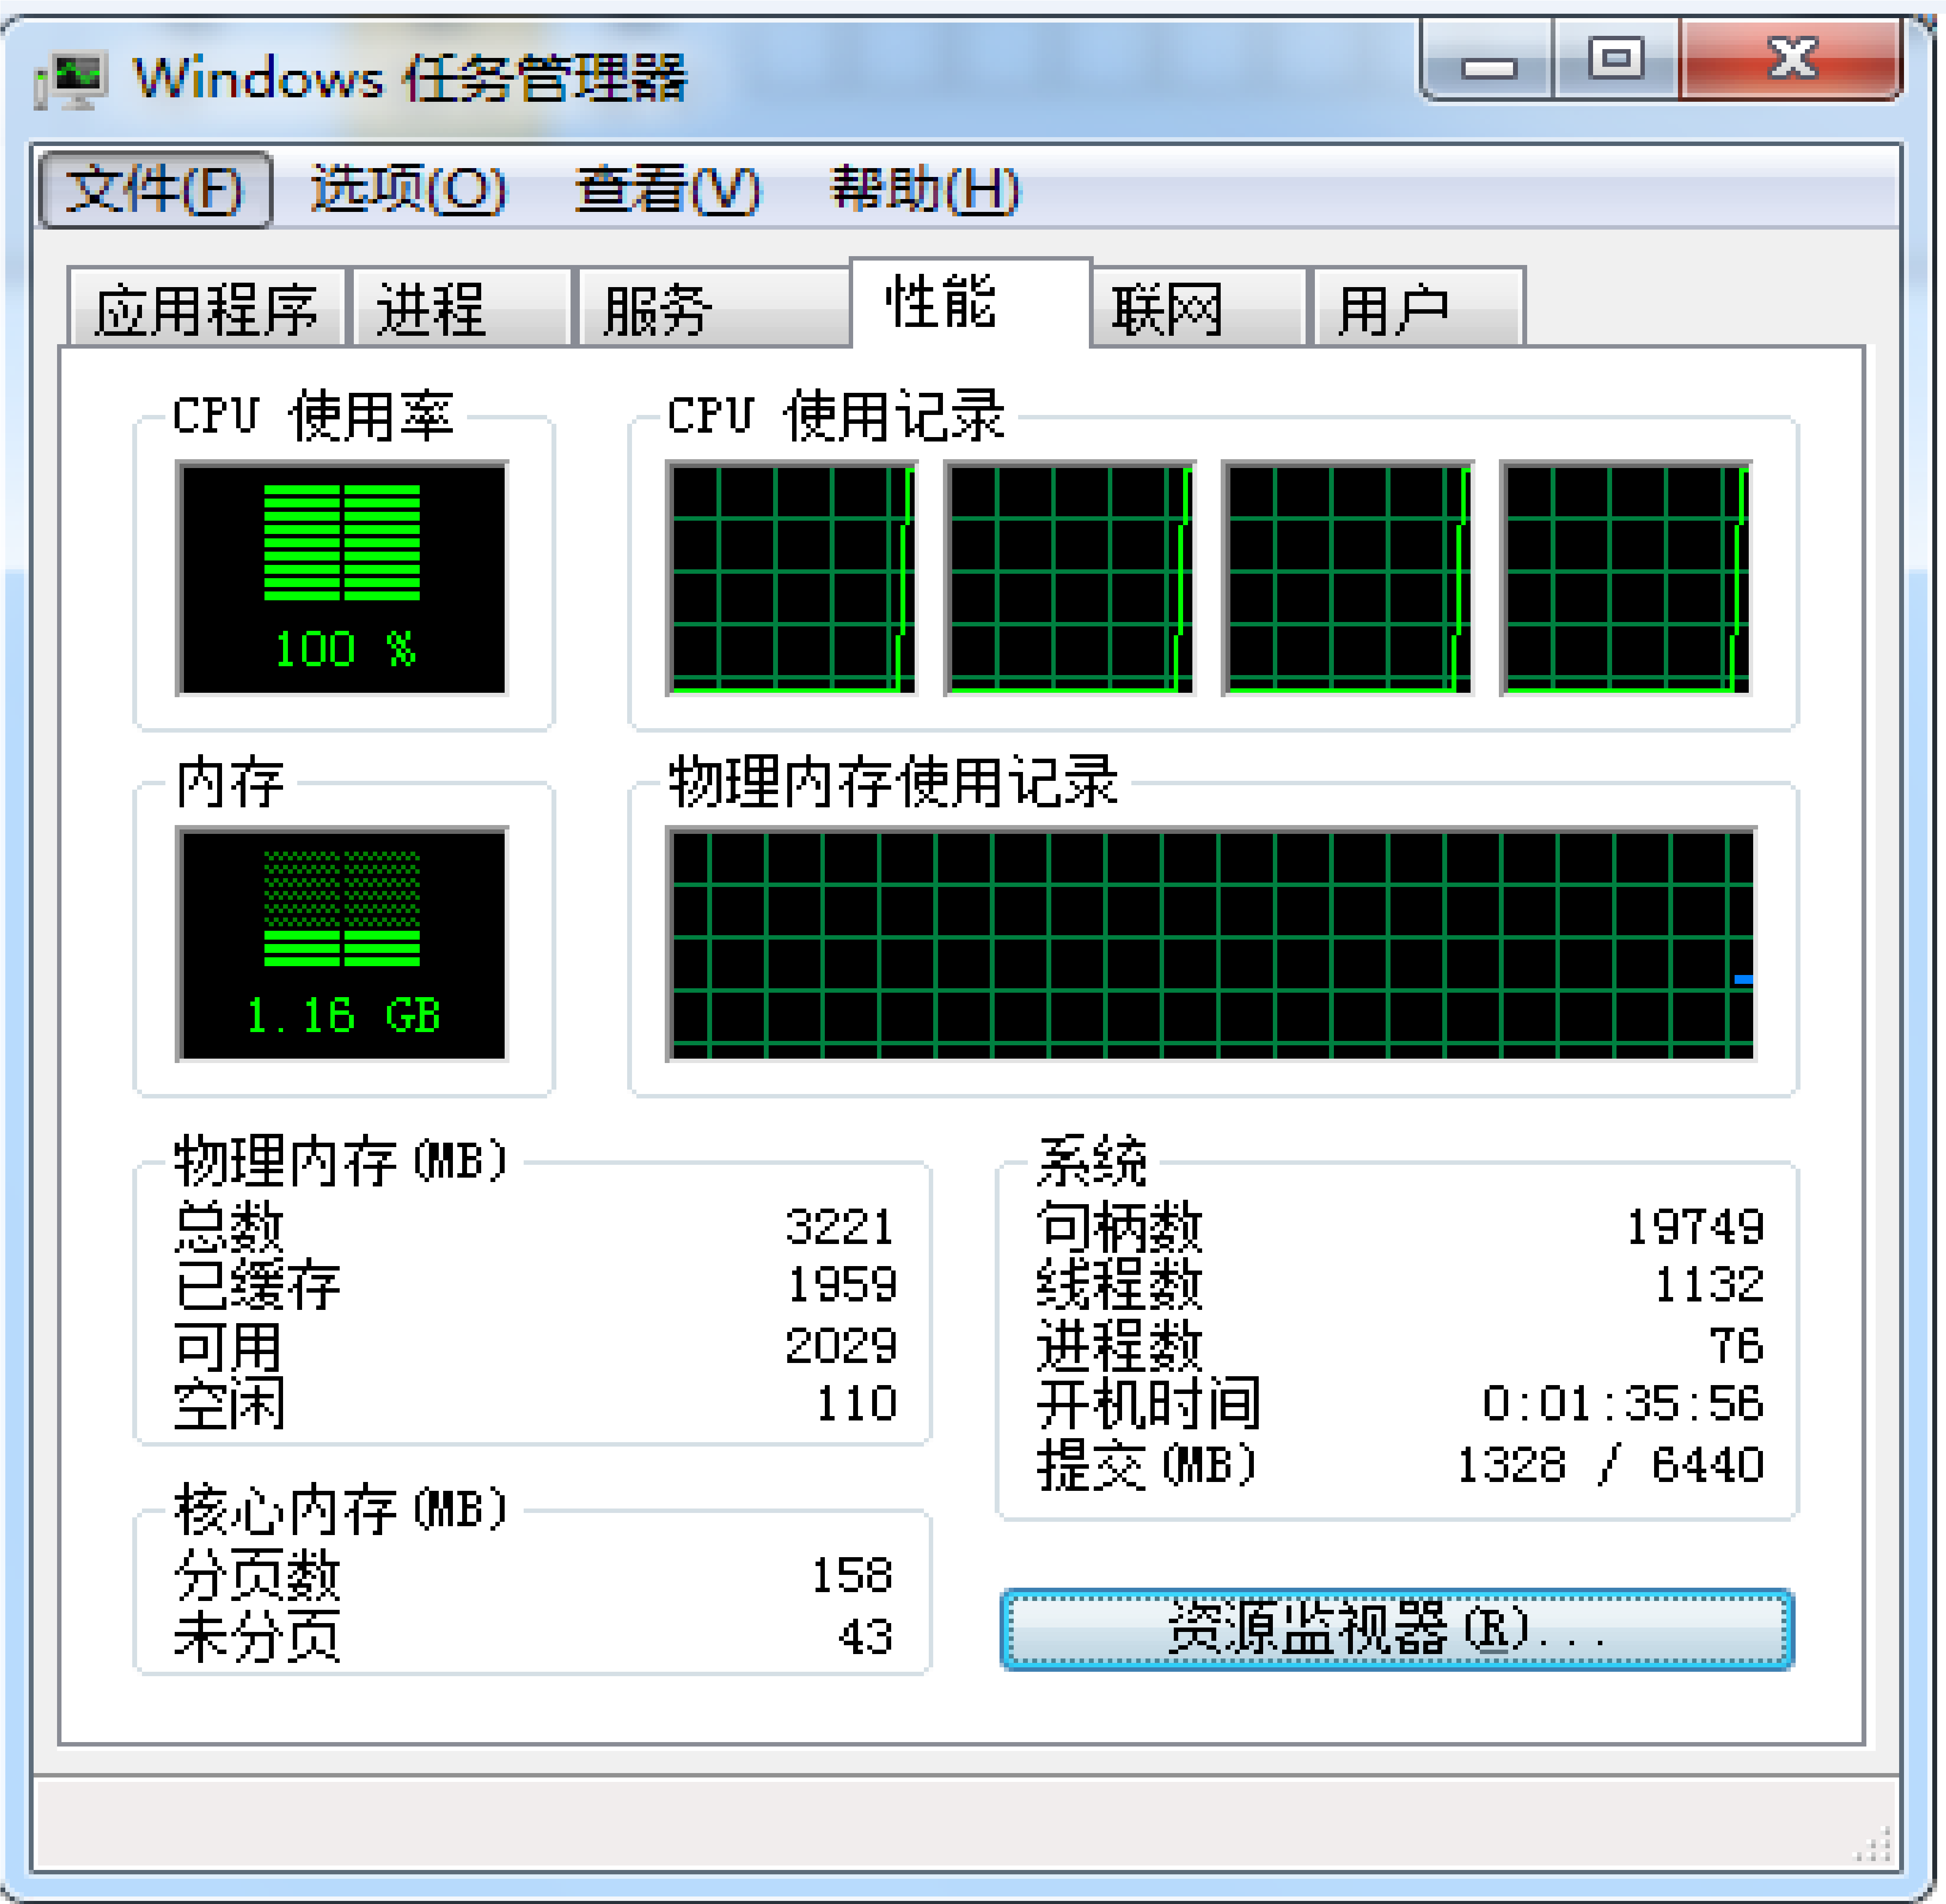 Windows 任务管理器
文件(F) 选项(O) 查看(V) 帮助(H)
应用程序 进程 服务 性能 联网 用户
CPU 使用率 CPU 使用记录
100 %
内存 物理内存使用记录
1.16 GB
物理内存(MB)
总数 3221
已缓存 1959
可用 2029
空闲 110
系统
句柄数 19749
线程数 1132
进程数 76
开机时间 0:01:35:56
提交(MB) 1328 / 6440
核心内存(MB)
分页数 158
未分页 43
资源监视器(R)...